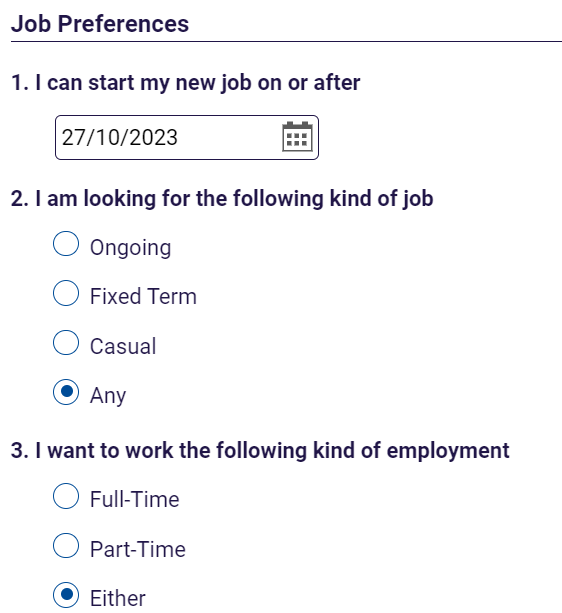 Job Preferences
1. I can start my new job on or after
27/10/2023
2. I am looking for the following kind of job
Ongoing
Fixed Term
Casual
Any
3. I want to work the following kind of employment
Full-Time
Part-Time
Either